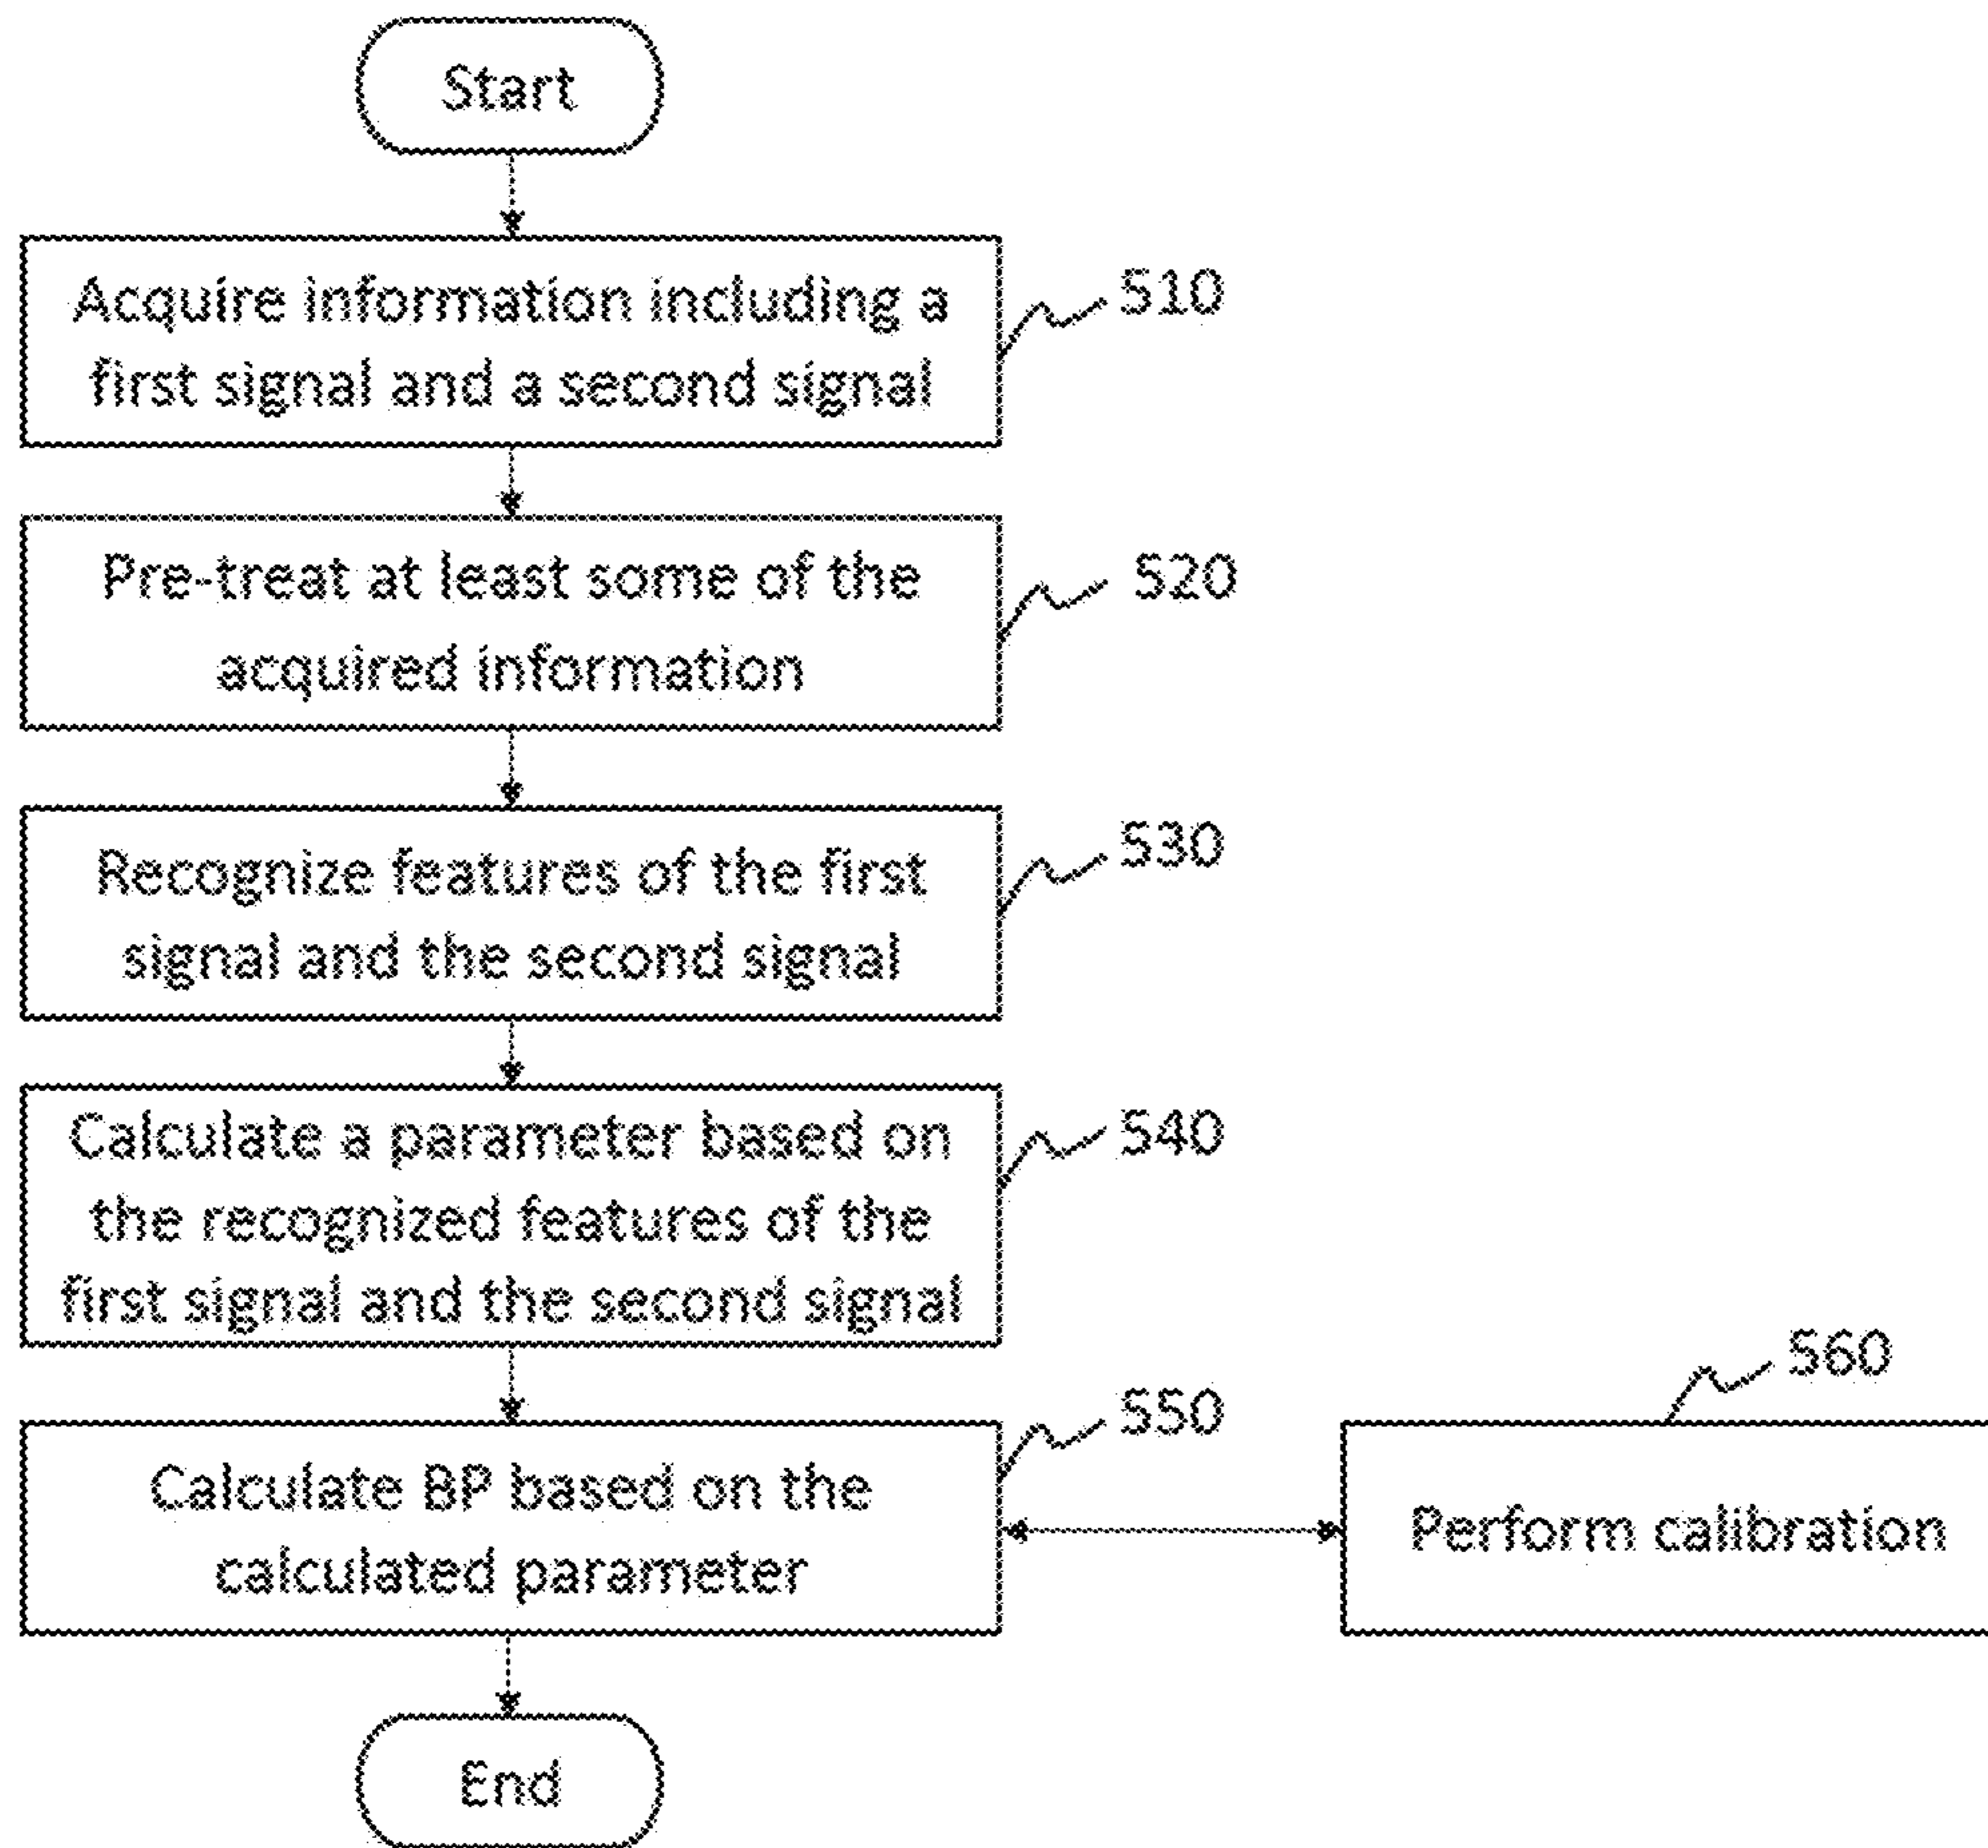 Start
Acquire information including a
first signal and a second signal
510
Pre-treat at least some of the
acquired information
520
Recognize features of the first
signal and the second signal
530
Calculate a parameter based on
the recognized features of the
first signal and the second signal
540
Calculate BP based on the
calculated parameter
550
560
Perform calibration
End